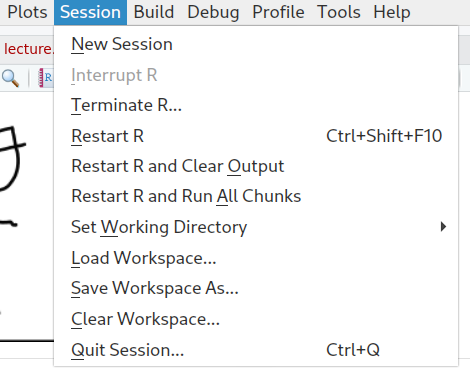 Plots Session Build Debug Profile Tools Help
lecture.
R
New Session
Interrupt R
Terminate R...
Restart R Ctrl+Shift+F10
Restart R and Clear Output
Restart R and Run All Chunks
Set Working Directory
Load Workspace...
Save Workspace As...
Clear Workspace...
Quit Session... Ctrl+Q